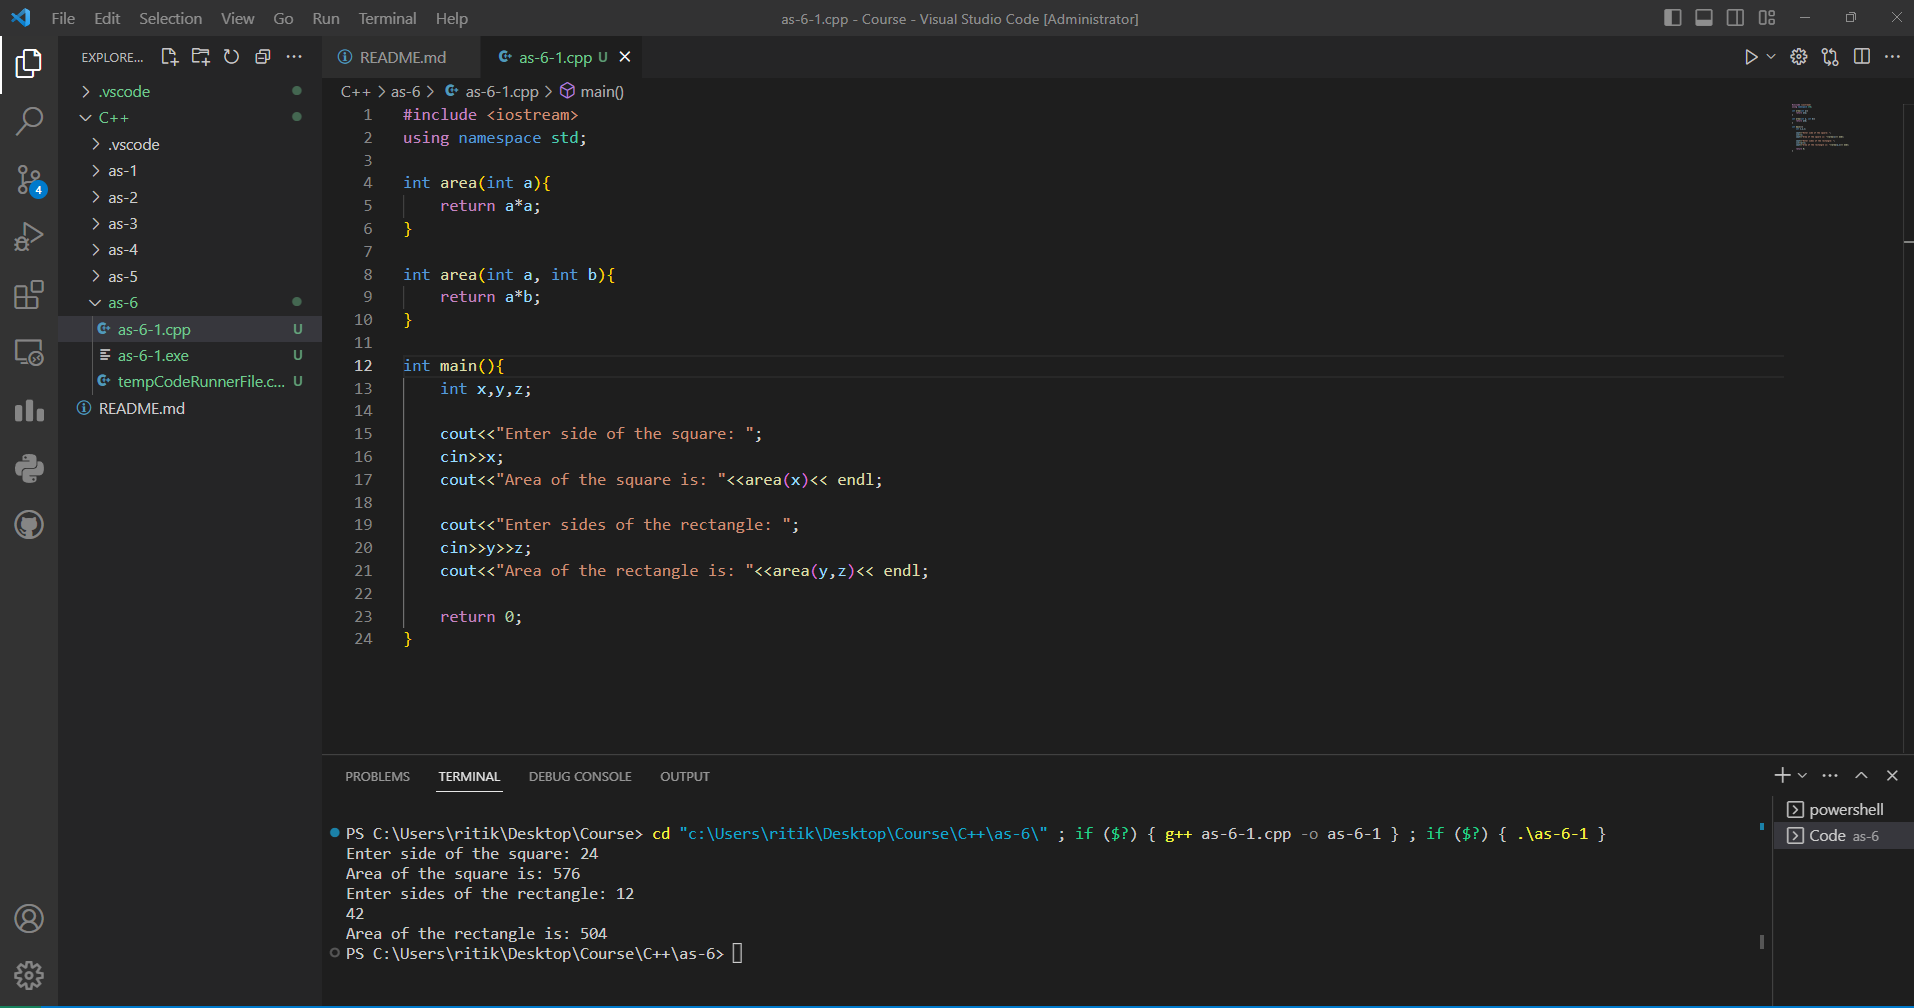 File Edit Selection View Go Run Terminal Help
as-6-1.cpp - Course - Visual Studio Code [Administrator]
EXPLORE...
.vscode
C++
.vscode
as-1
as-2
as-3
4
as-4
as-5
as-6
as-6-1.cpp U
as-6-1.exe U
tempCodeRunnerFile.c... U
README.md
README.md
as-6-1.cpp U
C++ > as-6 > as-6-1.cpp > main()
1 #include <iostream>
2 using namespace std;
3
4 int area(int a){
5 return a*a;
6 }
7
8 int area(int a, int b){
9 return a*b;
10 }
11
12 int main(){
13 int x,y,z;
14
15 cout<<"Enter side of the square: ";
16 cin>>x;
17 cout<<"Area of the square is: "<<area(x)<< endl;
18
19 cout<<"Enter sides of the rectangle: ";
20 cin>>y>>z;
21 cout<<"Area of the rectangle is: "<<area(y,z)<< endl;
22
23 return 0;
24 }
PROBLEMS TERMINAL DEBUG CONSOLE OUTPUT
PS C:\Users\ritik\Desktop\Course> cd "c:\Users\ritik\Desktop\Course\C++\as-6\" ; if ($?) { g++ as-6-1.cpp -o as-6-1 } ; if ($?) { .\as-6-1 }
Enter side of the square: 24
Area of the square is: 576
Enter sides of the rectangle: 12
42
Area of the rectangle is: 504
PS C:\Users\ritik\Desktop\Course\C++\as-6>
powershell
Code as-6